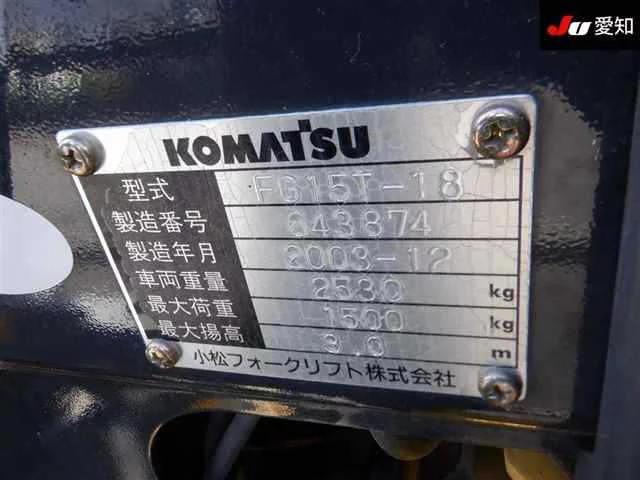 JU 愛知
KOMATSU
型式 FG15T-18
製造番号 643874
製造年月 2003-12
車両重量 2530 kg
最大荷重 1500 kg
最大揚高 3.0 m
小松フォークリフト株式会社